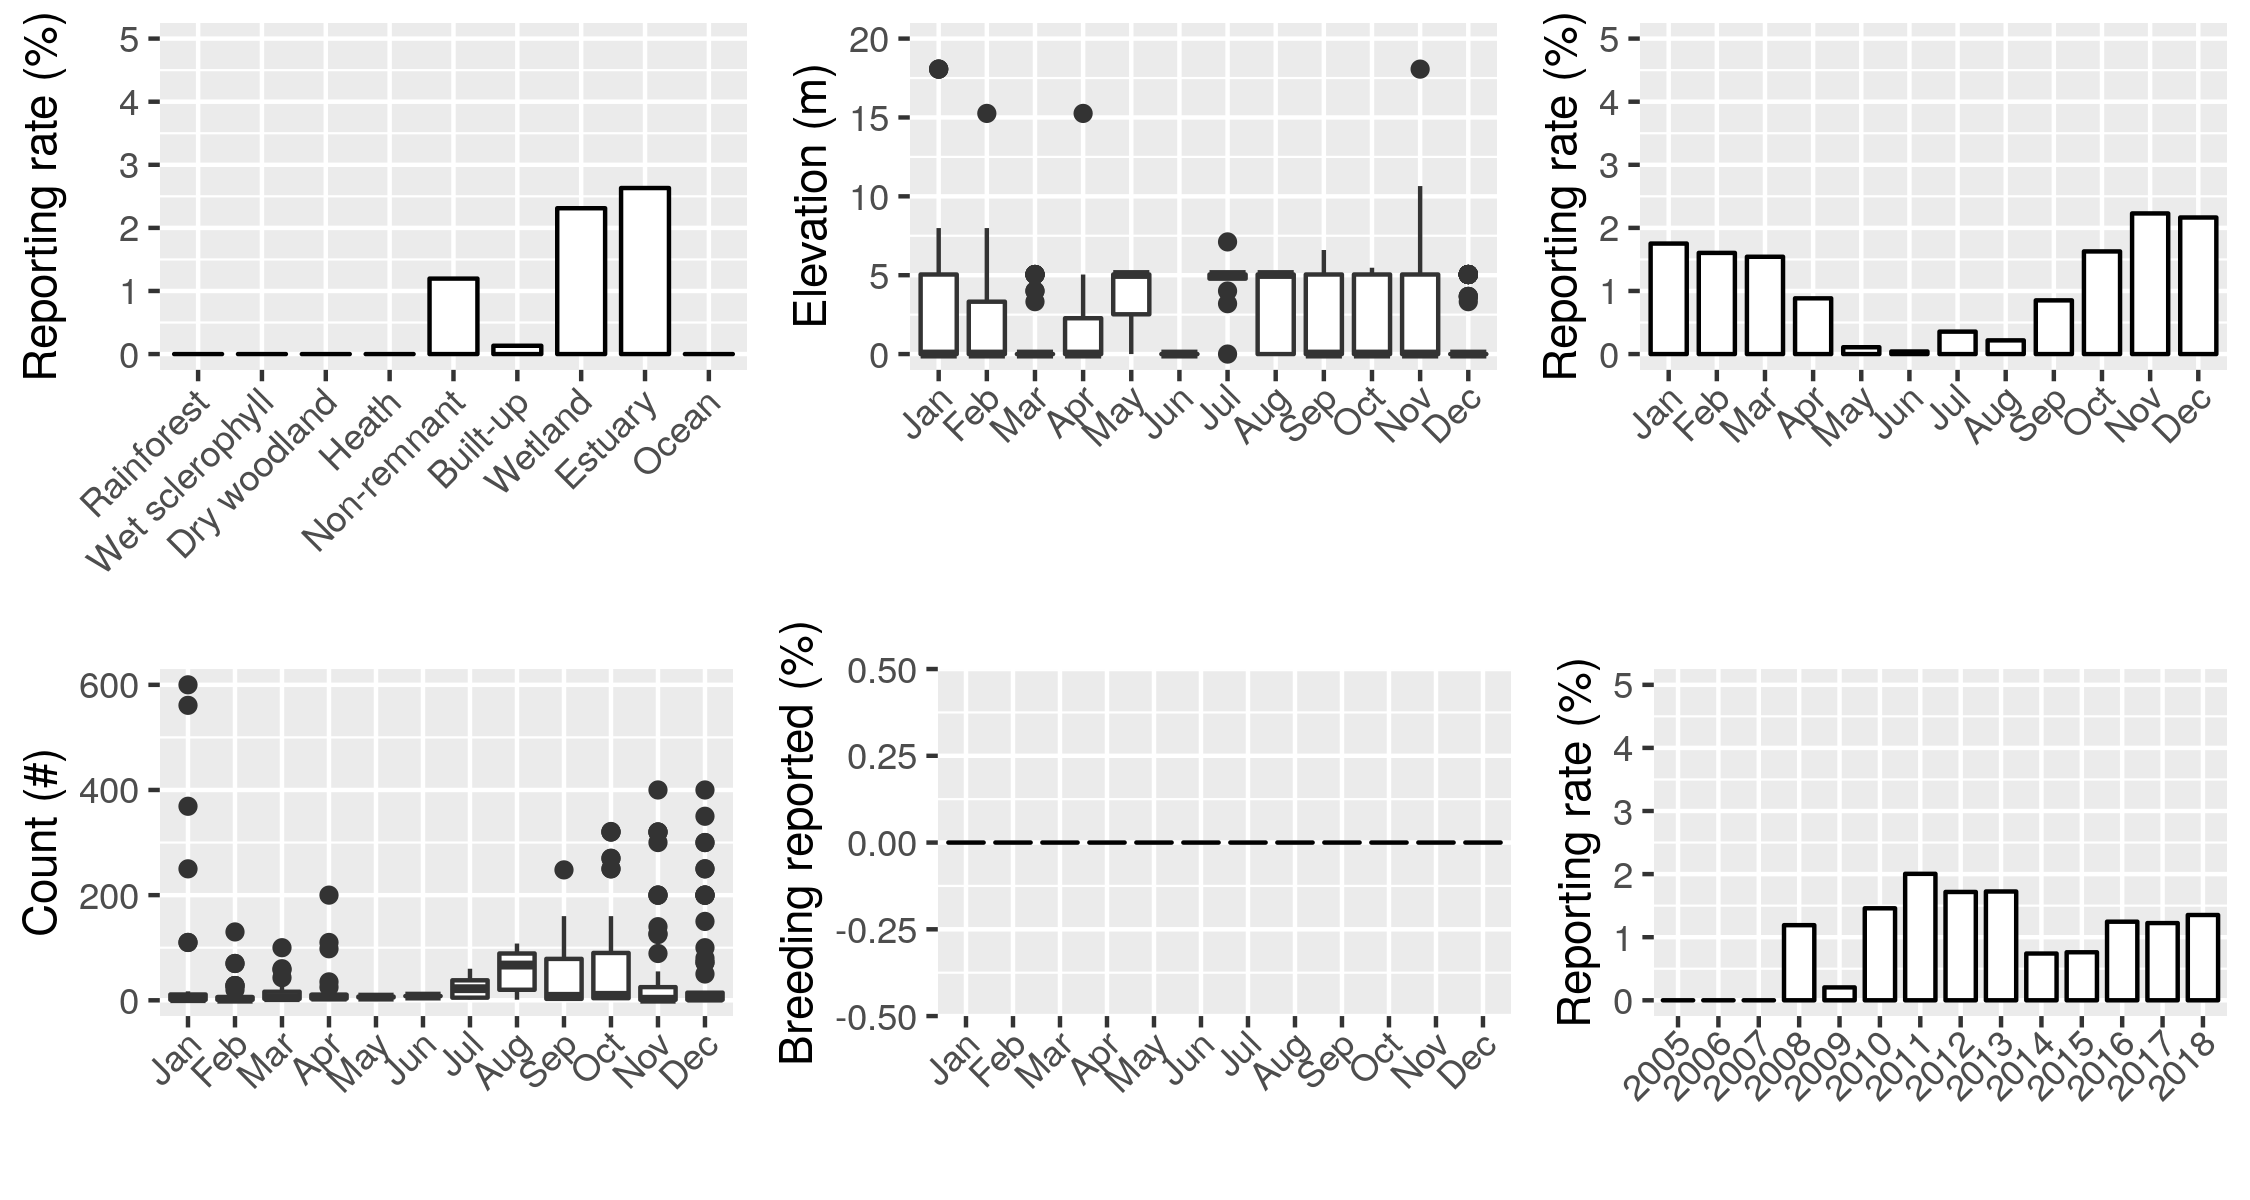 Reporting rate (%)
5
4
3
2
1
0
Rainforest
Wet sclerophyll
Dry woodland
Heath
Non-remnant
Built-up
Wetland
Estuary
Ocean
Elevation (m)
20
15
10
5
0
Jan
Feb
Mar
Apr
May
Jun
Jul
Aug
Sep
Oct
Nov
Dec
Reporting rate (%)
5
4
3
2
1
0
Jan
Feb
Mar
Apr
May
Jun
Jul
Aug
Sep
Oct
Nov
Dec
Count (#)
600
400
200
0
Jan
Feb
Mar
Apr
May
Jun
Jul
Aug
Sep
Oct
Nov
Dec
Breeding reported (%)
0.50
0.25
0.00
-0.25
-0.50
Jan
Feb
Mar
Apr
May
Jun
Jul
Aug
Sep
Oct
Nov
Dec
Reporting rate (%)
5
4
3
2
1
0
2005
2006
2007
2008
2009
2010
2011
2012
2013
2014
2015
2016
2017
2018